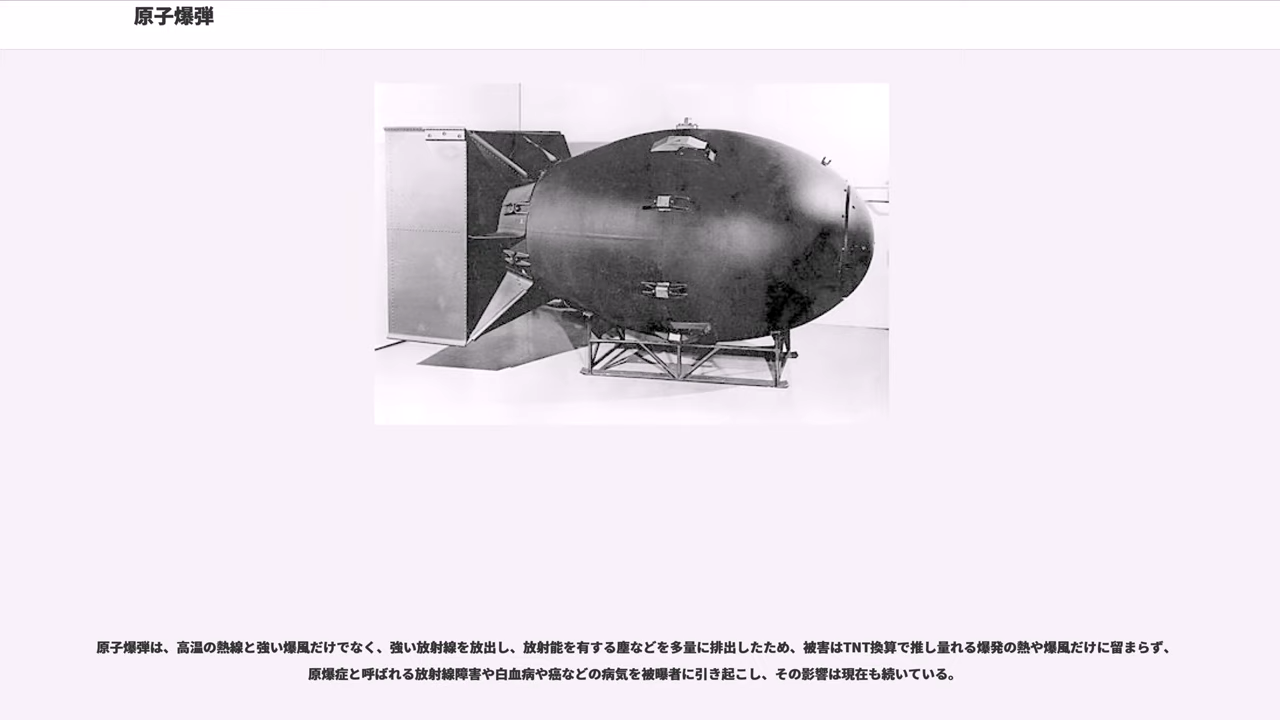 原子爆弾
原子爆弾は、高温の熱線と強い爆風だけでなく、強い放射線を放出し、放射能を有する塵などを多量に排出したため、被害はTNT換算で推し量れる爆発の熱や爆風だけに留まらず、
原爆症と呼ばれる放射線障害や白血病や癌などの病気を被曝者に引き起こし、その影響は現在も続いている。